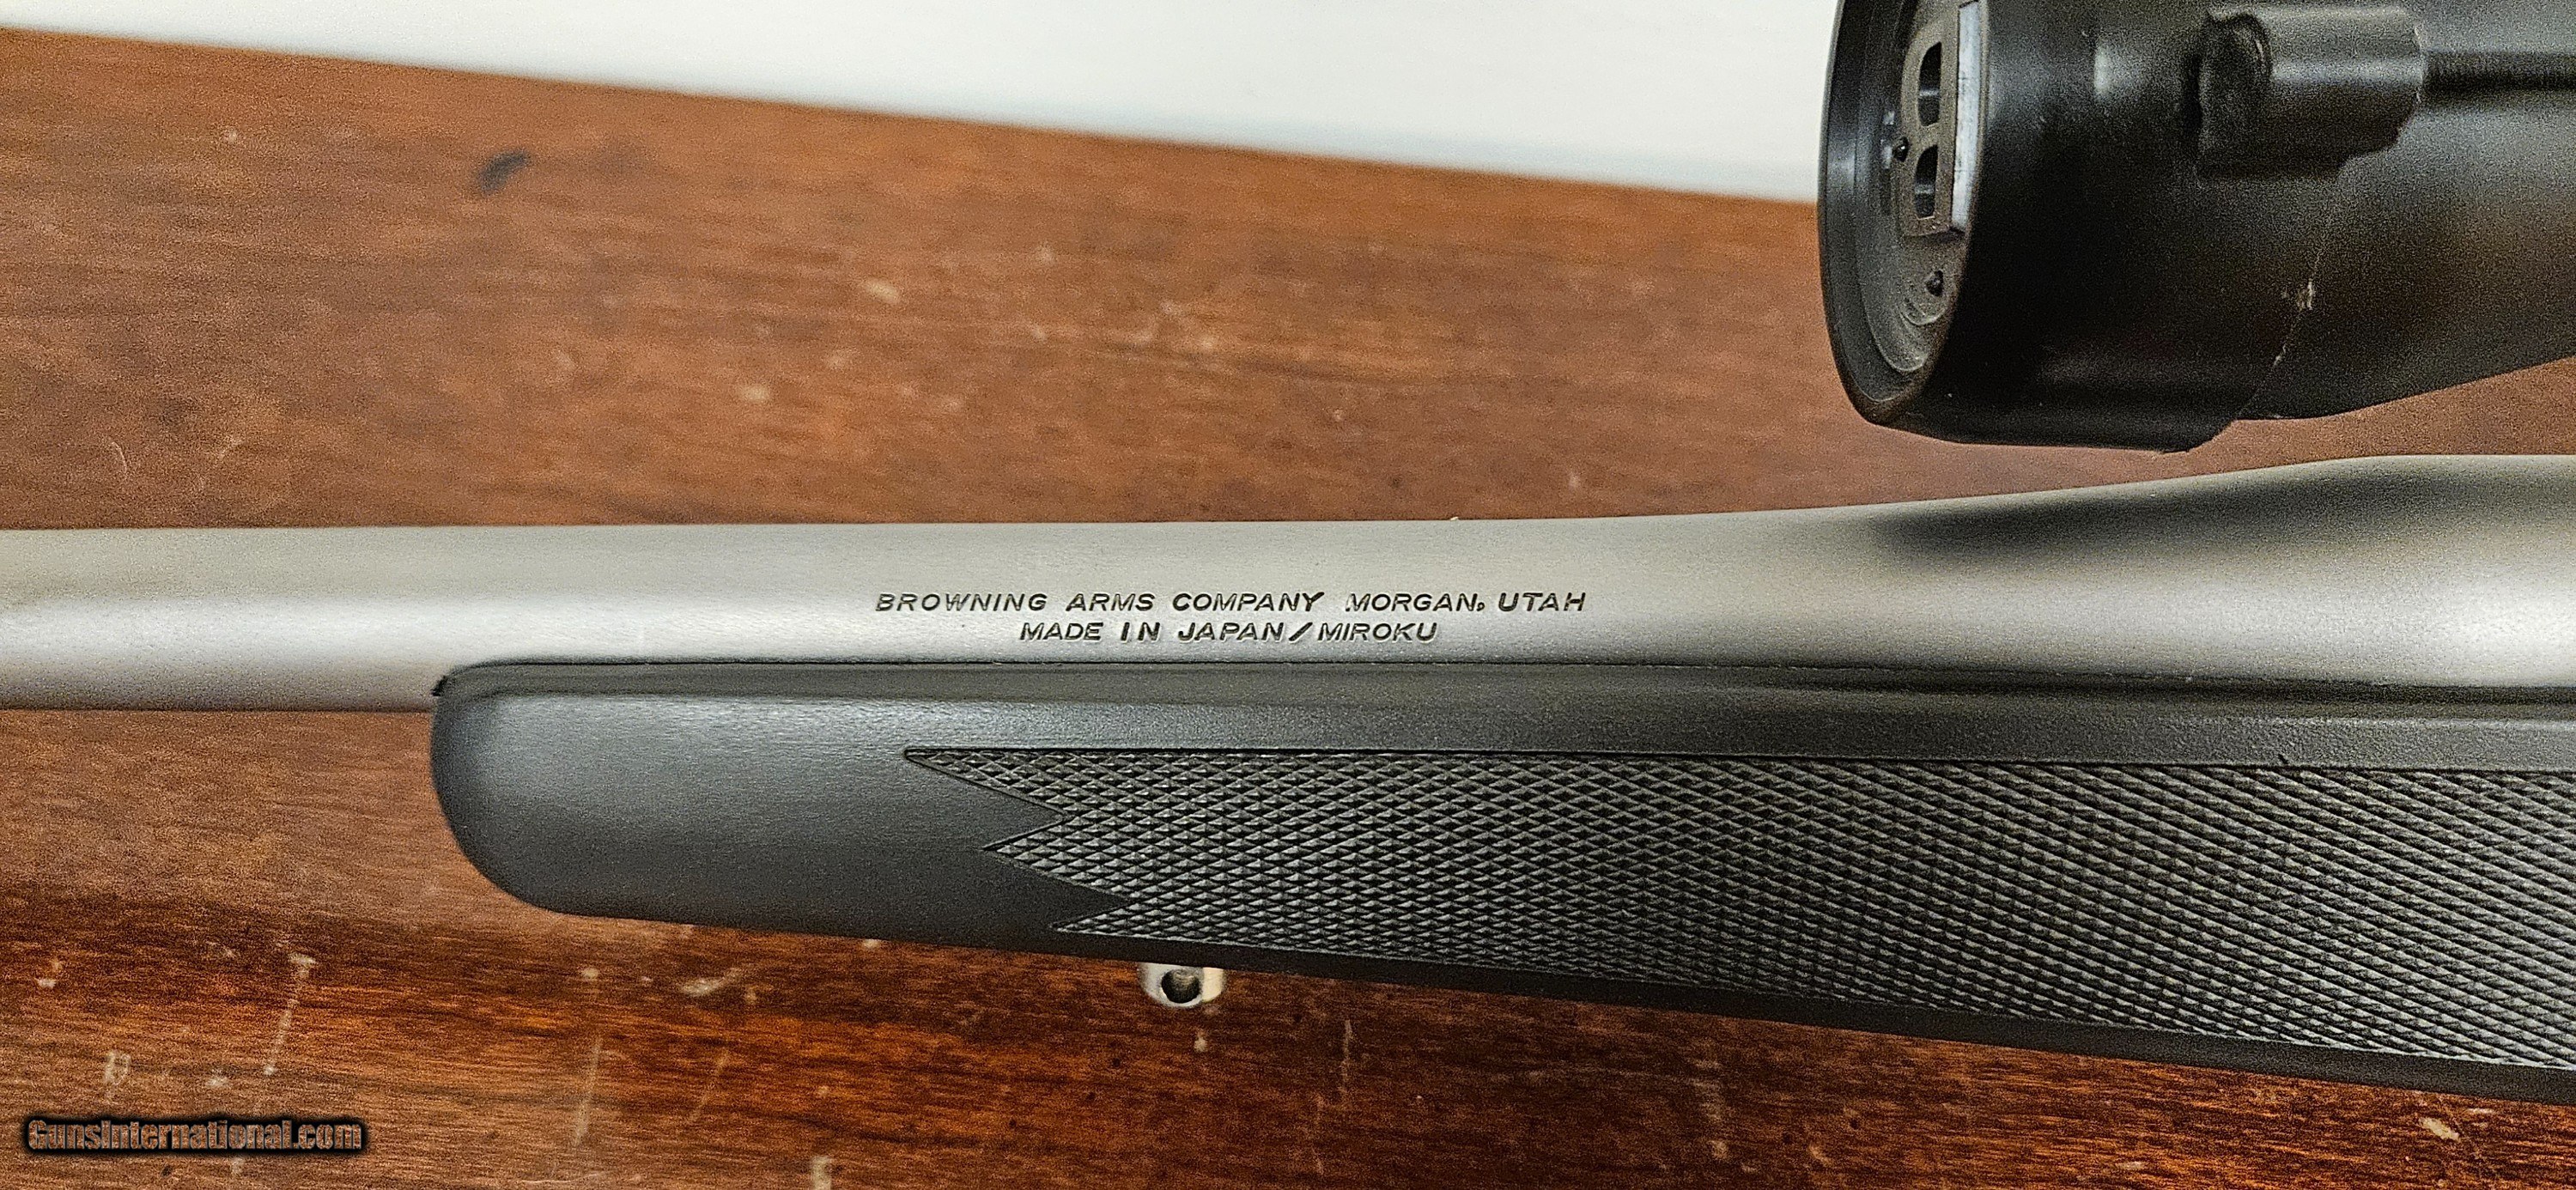 BROWNING ARMS COMPANY MORGAN, UTAH
MADE IN JAPAN/MIROKU
GunsInternational.com